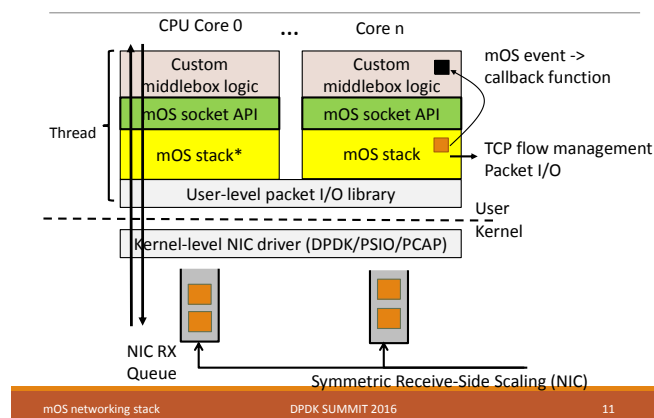 CPU Core 0 ... Core n
Custom
middlebox logic
Custom
middlebox logic
mOS event ->
callback function
mOS socket API
mOS socket API
Thread
mOS stack*
mOS stack
TCP flow management
Packet I/O
User-level packet I/O library
User
Kernel
Kernel-level NIC driver (DPDK/PSIO/PCAP)
NIC RX
Queue
Symmetric Receive-Side Scaling (NIC)
mOS networking stack DPDK SUMMIT 2016 11